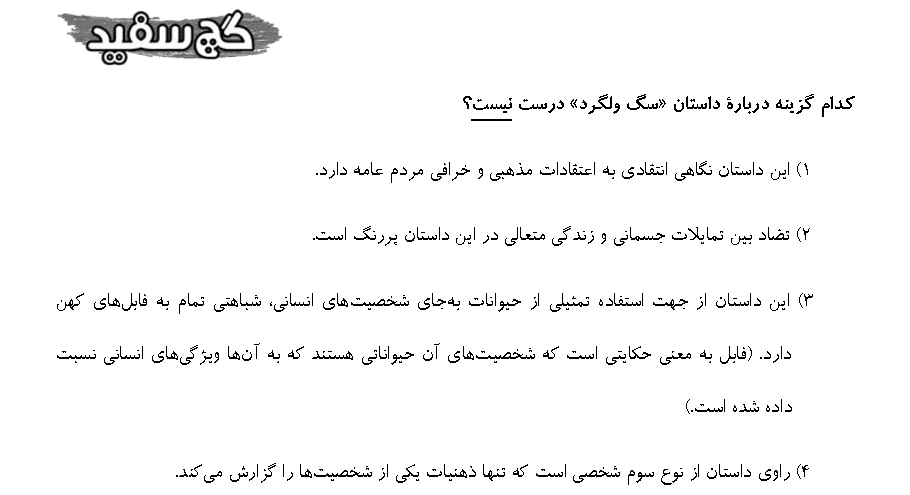 گچ سفید
کدام گزینه دربارهٔ داستان «سگ ولگرد» درست نیست؟
۱) این داستان نگاهی انتقادی به اعتقادات مذهبی و خرافی مردم عامه دارد.
۲) تضاد بین تمایلات جسمانی و زندگی متعالی در این داستان پررنگ است.
۳) این داستان از جهت استفاده تمثیلی از حیوانات به‌جای شخصیت‌های انسانی، شباهتی تمام به فابل‌های کهن
دارد. (فابل به معنی حکایتی است که شخصیت‌های آن حیواناتی هستند که به آن‌ها ویژگی‌های انسانی نسبت
داده شده است.)
۴) راوی داستان از نوع سوم شخصی است که تنها ذهنیات یکی از شخصیت‌ها را گزارش می‌کند.